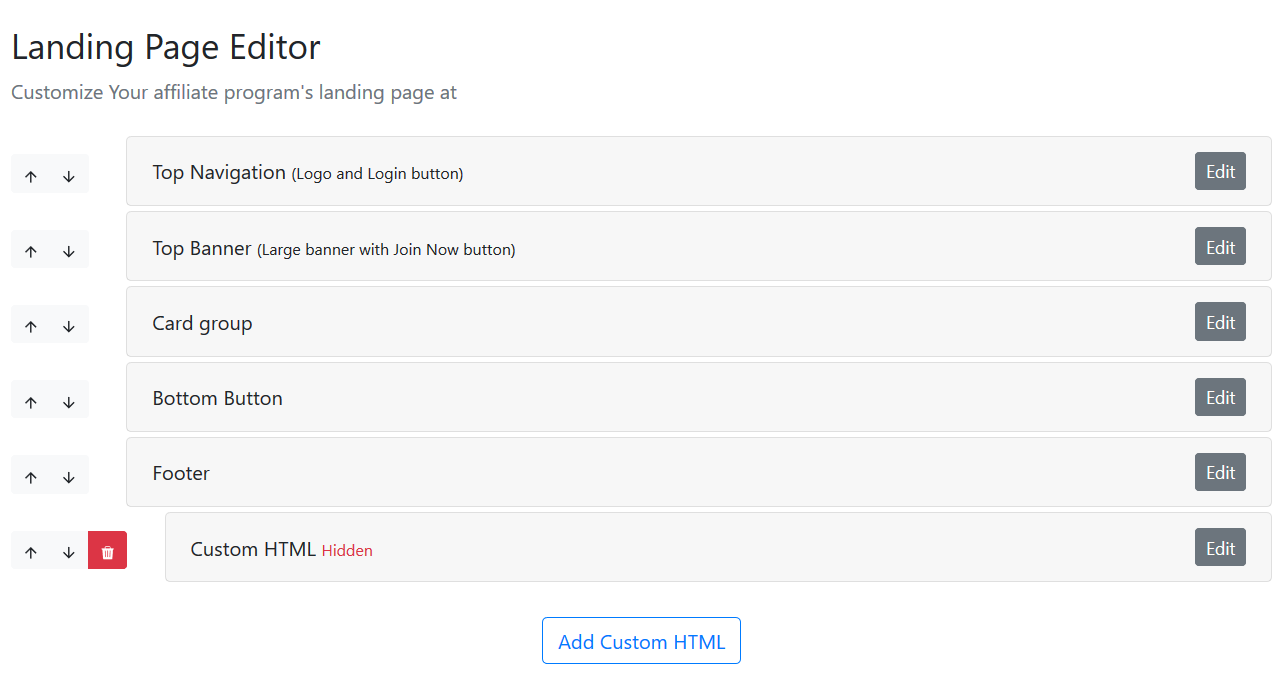 Landing Page Editor
Customize Your affiliate program's landing page at
Top Navigation (Logo and Login button) Edit
Top Banner (Large banner with Join Now button) Edit
Card group Edit
Bottom Button Edit
Footer Edit
Custom HTML Hidden Edit
Add Custom HTML